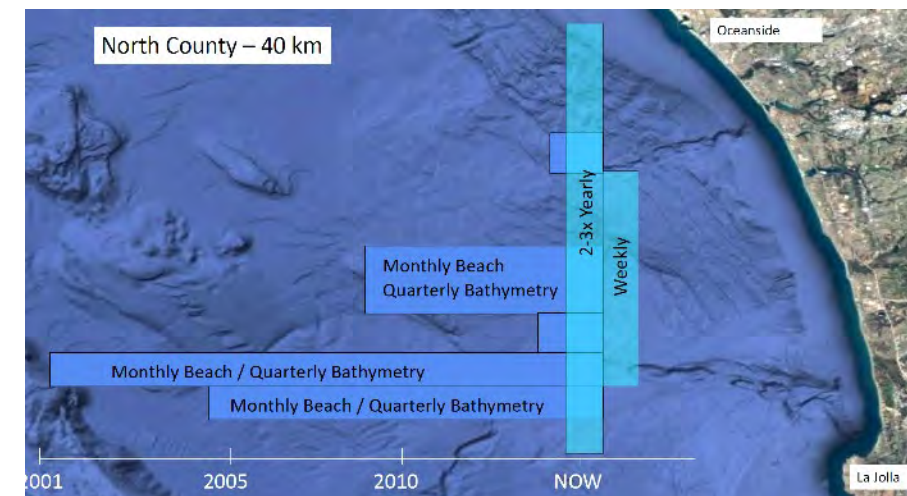 North County – 40 km
Oceanside
2-3x Yearly
Weekly
Monthly Beach
Quarterly Bathymetry
Monthly Beach / Quarterly Bathymetry
Monthly Beach / Quarterly Bathymetry
2001
2005
2010
NOW
La Jolla